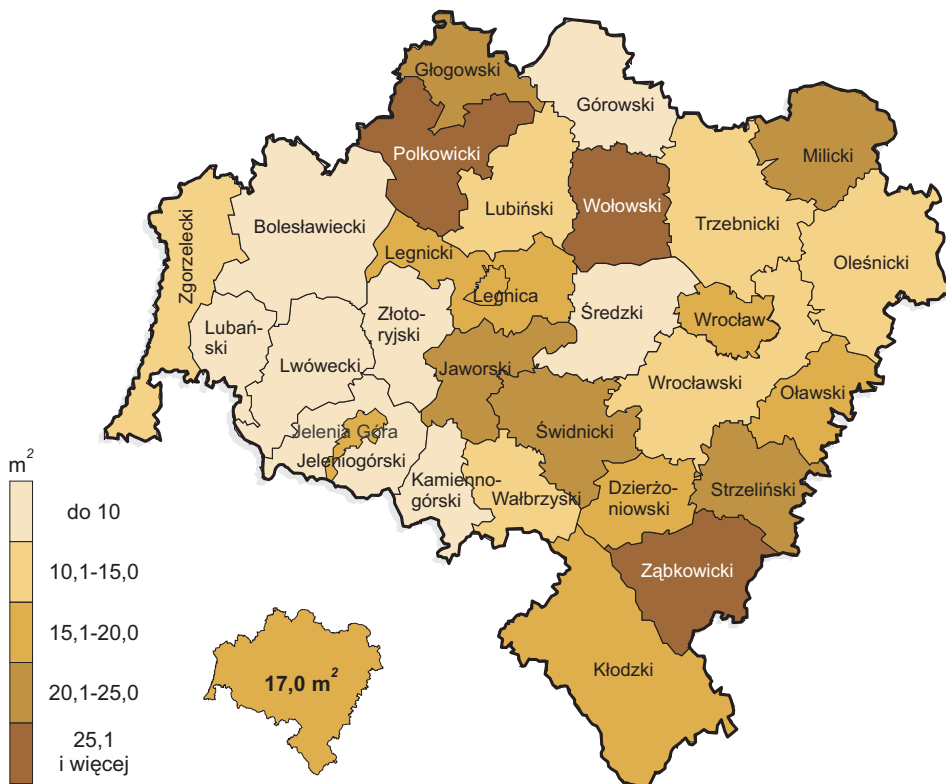 Głogowski
Górowski
Polkowicki
Milicki
Lubiński
Wołowski
Trzebnicki
Zgorzelecki
Bolesławiecki
Legnicki
Oleśnicki
Legnica
Złoto-
ryjski
Średzki
Wrocław
Lubań-
ski
Lwówecki
Jaworski
Wrocławski
Oławski
Jelenia Góra
Świdnicki
Jeleniogórski
Kamienno-
górski
Wałbrzyski
Dzierżo-
niowski
Strzeliński
Ząbkowicki
Kłodzki
m²
do 10
10,1-15,0
15,1-20,0
20,1-25,0
25,1
i więcej
17,0 m²